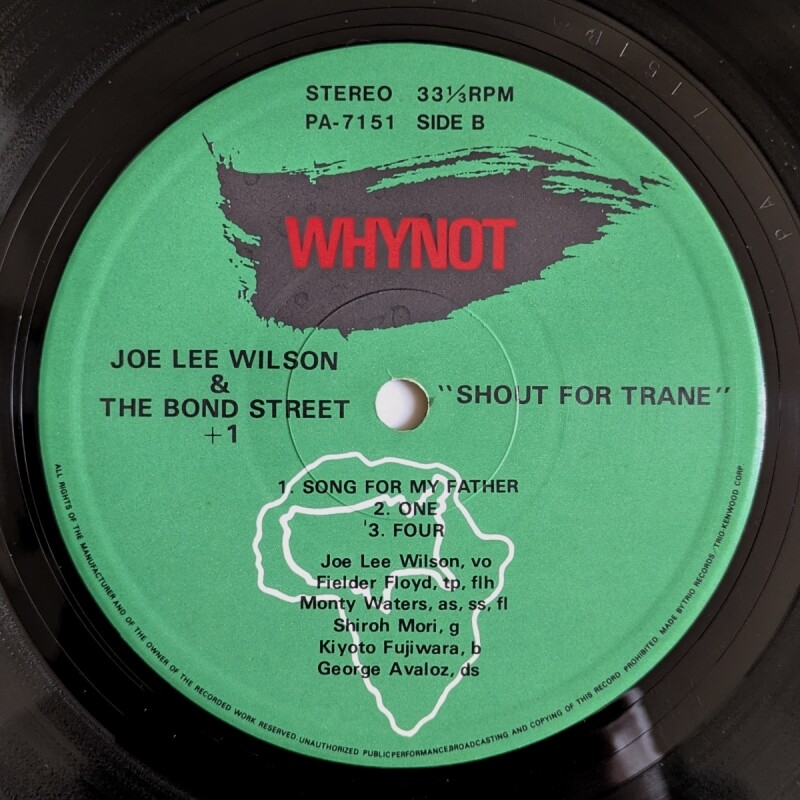 STEREO 33⅓RPM
PA-7151 SIDE B
WHYNOT
JOE LEE WILSON
&
THE BOND STREET
+1
"SHOUT FOR TRANE"
1. SONG FOR MY FATHER
2. ONE
3. FOUR
Joe Lee Wilson, vo
Fielder Floyd, tp, flh
Monty Waters, as, ss, fl
Shiroh Mori, g
Kiyoto Fujiwara, b
George Avaloz, ds
ALL RIGHTS OF THE MANUFACTURER AND OF THE OWNER OF THE RECORDED WORK RESERVED. UNAUTHORIZED PUBLIC PERFORMANCE BROADCASTING AND COPYING OF THIS RECORD PROHIBITED. MADE BY TRIO RECORDS/TRIO-KENWOOD CORP